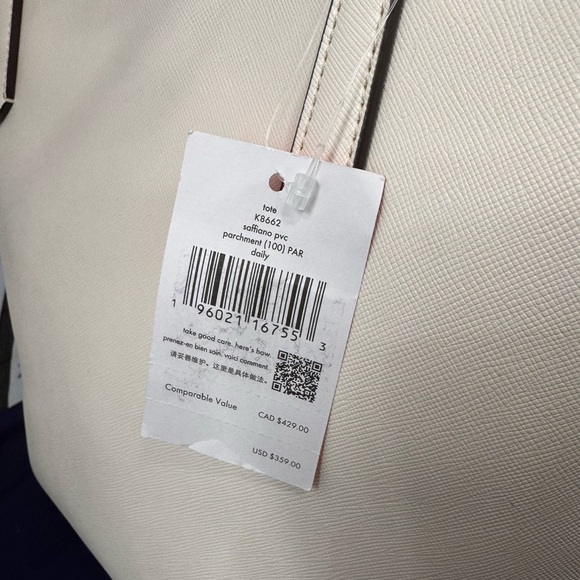 tote
K8662
saffiano pvc
parchment (100) PAR
daily
1 96021 16755 3
take good care. here's how.
prenez-en bien soin. voici comment.
请妥善维护。这里是具体做法。
Comparable Value
CAD $429.00
USD $359.00